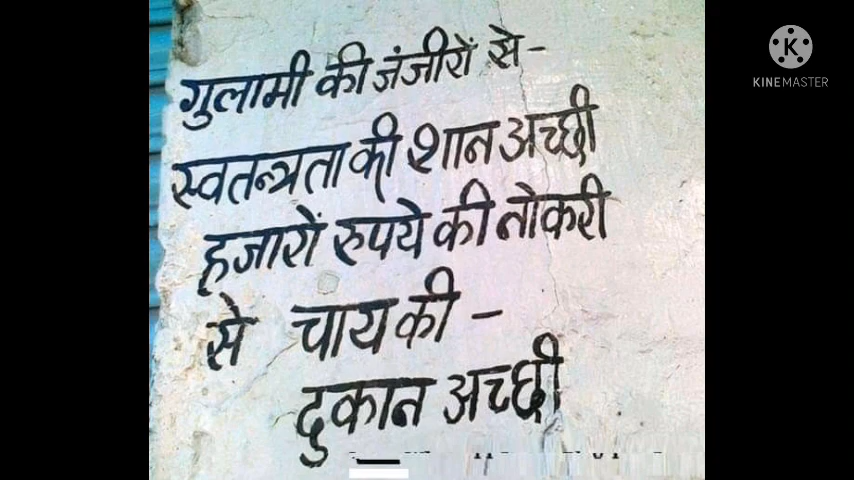 गुलामी की जंजीरों से-
स्वतन्त्रता की शान अच्छी
हजारों रुपये की नोकरी
से चाय की -
दुकान अच्छी
K
KINEMASTER